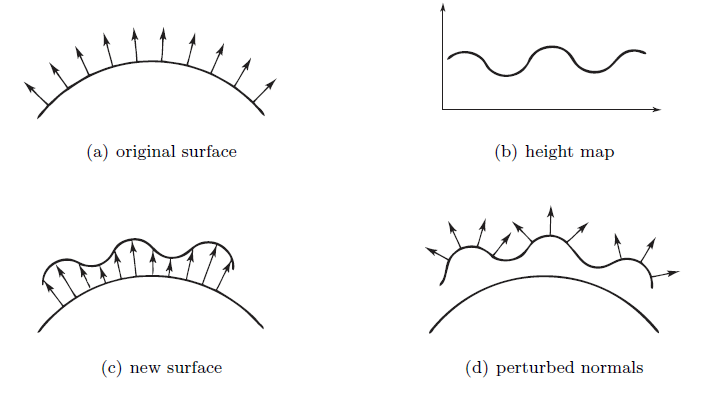 (a) original surface
(b) height map
(c) new surface
(d) perturbed normals